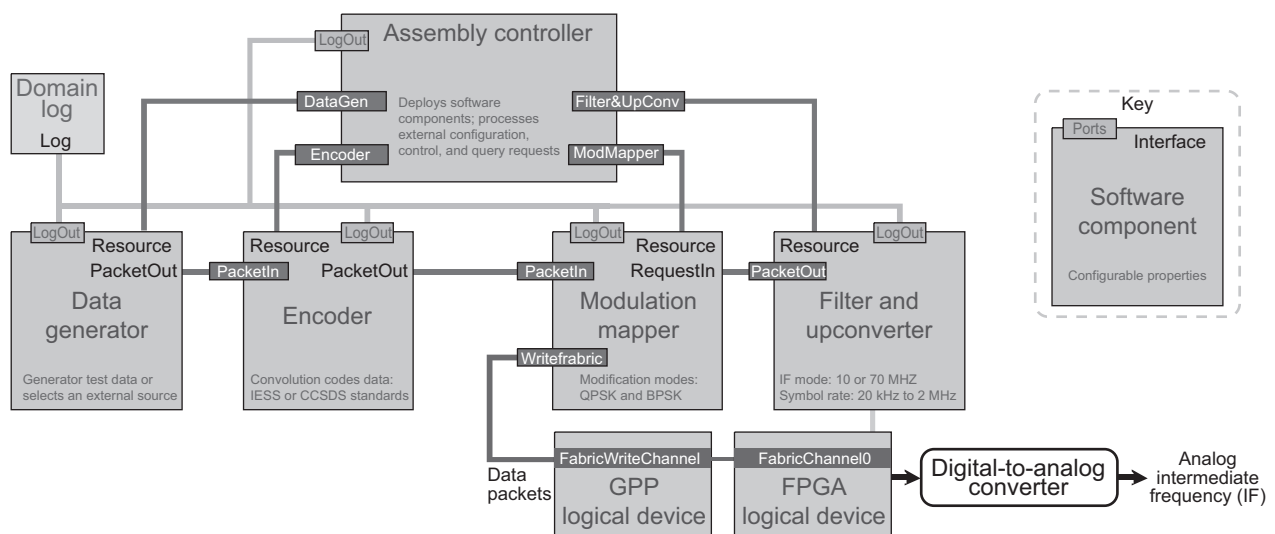 LogOut
Assembly controller
Domain
log
Log
DataGen
Deploys software
components; processes
external configuration,
control, and query requests
Filter&UpConv
Encoder
ModMapper
Key
Ports
Interface
Software
component
Configurable properties
LogOut
Resource
PacketOut
Data
generator
Generator test data or
selects an external source
LogOut
Resource
PacketIn
PacketOut
Encoder
Convolution codes data:
IESS or CCSDS standards
LogOut
Resource
PacketIn
RequestIn
Modulation
mapper
Writefrabric
Modification modes:
QPSK and BPSK
LogOut
Resource
PacketOut
Filter and
upconverter
IF mode: 10 or 70 MHZ
Symbol rate: 20 kHz to 2 MHz
Data
packets
FabricWriteChannel
GPP
logical device
FabricChannel0
FPGA
logical device
Digital-to-analog
converter
Analog
intermediate
frequency (IF)